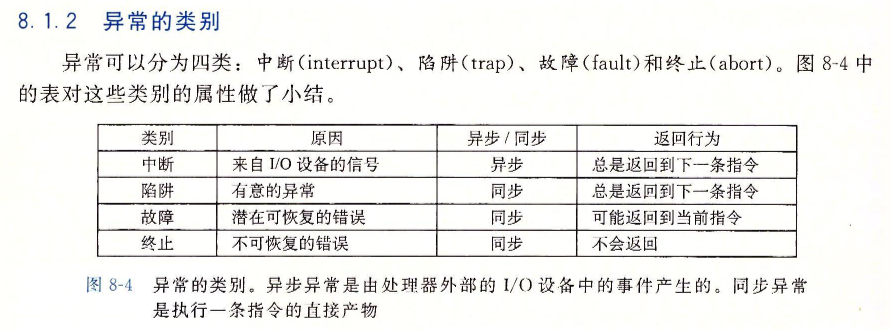 8.1.2 异常的类别
异常可以分为四类：中断(interrupt)、陷阱(trap)、故障(fault)和终止(abort)。图 8-4 中
的表对这些类别的属性做了小结。
类别 原因 异步/同步 返回行为
中断 来自 I/O 设备的信号 异步 总是返回到下一条指令
陷阱 有意的异常 同步 总是返回到下一条指令
故障 潜在可恢复的错误 同步 可能返回到当前指令
终止 不可恢复的错误 同步 不会返回
图 8-4 异常的类别。异步异常是由处理器外部的 I/O 设备中的事件产生的。同步异常
是执行一条指令的直接产物